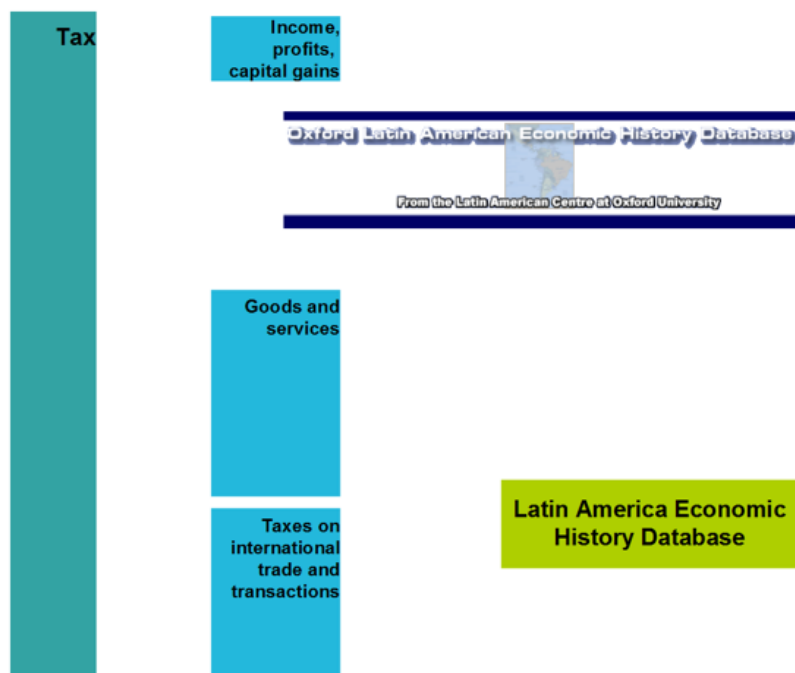 Tax
Income,
profits,
capital gains
Oxford Latin American Economic History Database
From the Latin American Centre at Oxford University
Goods and
services
Taxes on
international
trade and
transactions
Latin America Economic
History Database